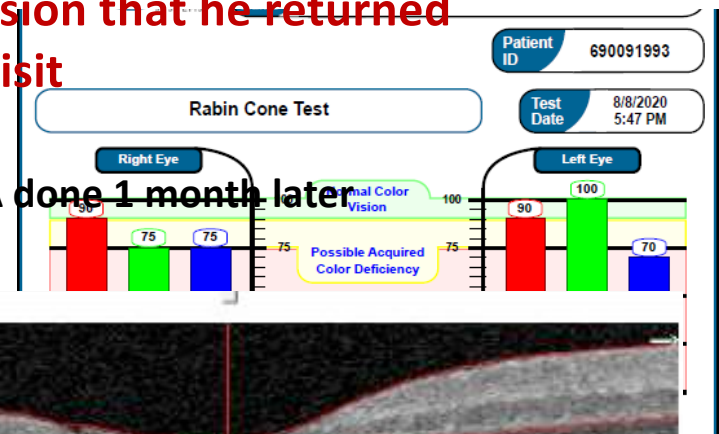 sion that he returned
isit
Patient ID 690091993
Rabin Cone Test
Test Date 8/8/2020 5:47 PM
Right Eye
Left Eye
done 1 month later
Normal Color Vision
100
100
90
75
75
90
100
70
75
75
Possible Acquired Color Deficiency